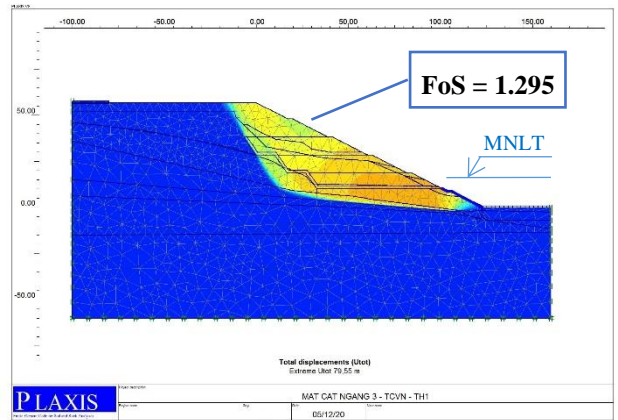 PLAXIS V8
-100.00 -50.00 0.00 50.00 100.00 150.00
FoS = 1.295
MNLT
50.00
0.00
-50.00
Total displacements (Utot)
Extreme Utot 79,55 m
PLAXIS
MAT CAT NGANG 3 - TCVN - TH1
05/12/20